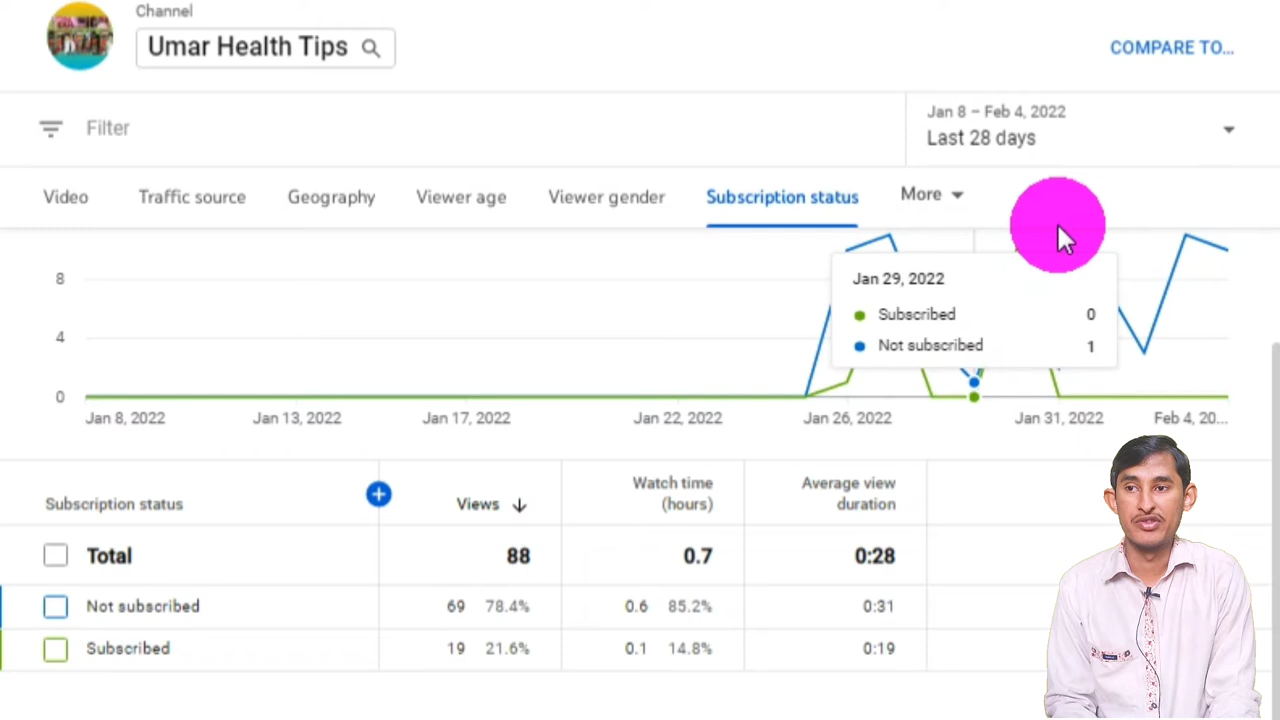 Channel
Umar Health Tips
COMPARE TO...
Filter
Jan 8 – Feb 4, 2022
Last 28 days
Video Traffic source Geography Viewer age Viewer gender Subscription status More
8
4
0
Jan 29, 2022
Subscribed 0
Not subscribed 1
Jan 8, 2022 Jan 13, 2022 Jan 17, 2022 Jan 22, 2022 Jan 26, 2022 Jan 31, 2022 Feb 4, 20...
Subscription status Views Watch time (hours) Average view duration
Total 88 0.7 0:28
Not subscribed 69 78.4% 0.6 85.2% 0:31
Subscribed 19 21.6% 0.1 14.8% 0:19